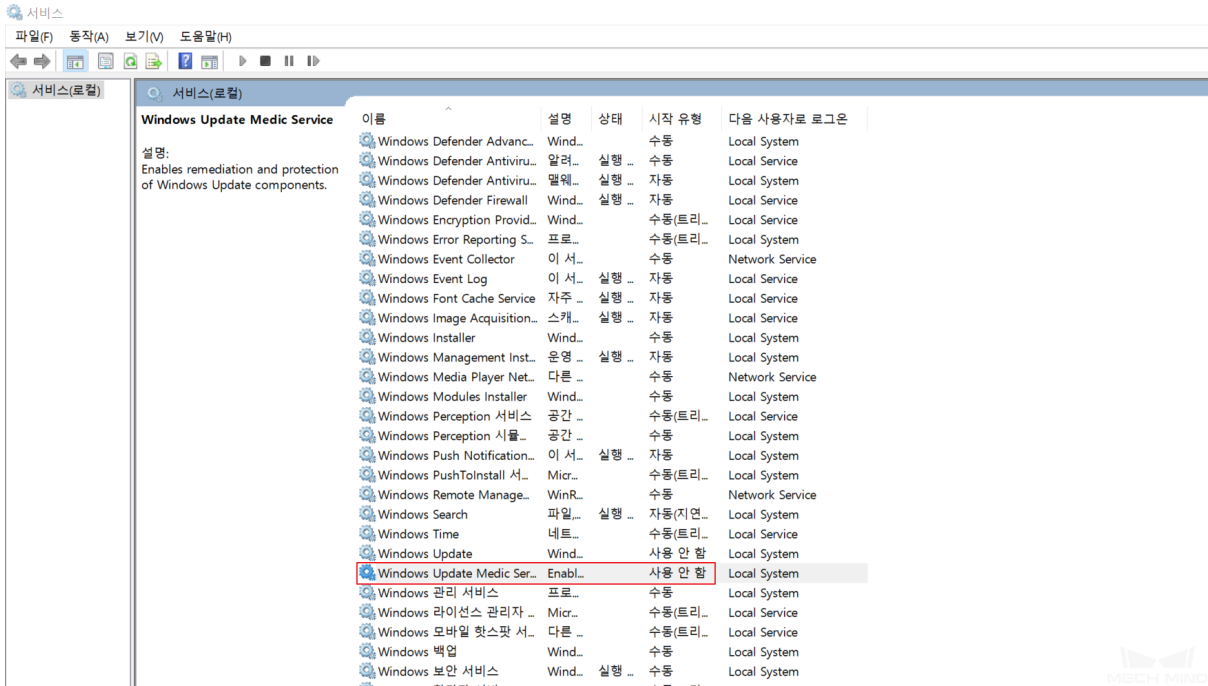 서비스
파일(F) 동작(A) 보기(V) 도움말(H)
서비스(로컬)
서비스(로컬)
Windows Update Medic Service
설명:
Enables remediation and protection
of Windows Update components.
이름 설명 상태 시작 유형 다음 사용자로 로그온
Windows Defender Advanc... Wind... 수동 Local System
Windows Defender Antiviru... 알려... 실행 ... 수동 Local Service
Windows Defender Antiviru... 맬웨... 실행 ... 자동 Local System
Windows Defender Firewall Wind... 실행 ... 자동 Local Service
Windows Encryption Provid... Wind... 수동(트리... Local Service
Windows Error Reporting S... 프로... 수동(트리... Local System
Windows Event Collector 이 서... 수동 Network Service
Windows Event Log 이 서... 실행 ... 자동 Local Service
Windows Font Cache Service 자주 ... 실행 ... 자동 Local Service
Windows Image Acquisition... 스캐... 실행 ... 자동 Local Service
Windows Installer Wind... 수동 Local System
Windows Management Inst... 운영 ... 실행 ... 자동 Local System
Windows Media Player Net... 다른 ... 수동 Network Service
Windows Modules Installer Wind... 수동 Local System
Windows Perception 서비스 공간 ... 수동(트리... Local Service
Windows Perception 시뮬... 공간 ... 수동 Local System
Windows Push Notification... 이 서... 실행 ... 자동 Local System
Windows PushToInstall 서... Micr... 수동(트리... Local System
Windows Remote Manage... WinR... 수동 Network Service
Windows Search 파일,... 실행 ... 자동(지연... Local System
Windows Time 네트... 수동(트리... Local Service
Windows Update Wind... 사용 안 함 Local System
Windows Update Medic Ser... Enabl... 사용 안 함 Local System
Windows 관리 서비스 프로... 수동 Local System
Windows 라이선스 관리자 ... Micr... 수동(트리... Local Service
Windows 모바일 핫스팟 서... 다른 ... 수동(트리... Local Service
Windows 백업 Wind... 수동 Local System
Windows 보안 서비스 Wind... 실행 ... 수동 Local System
MECH MIND